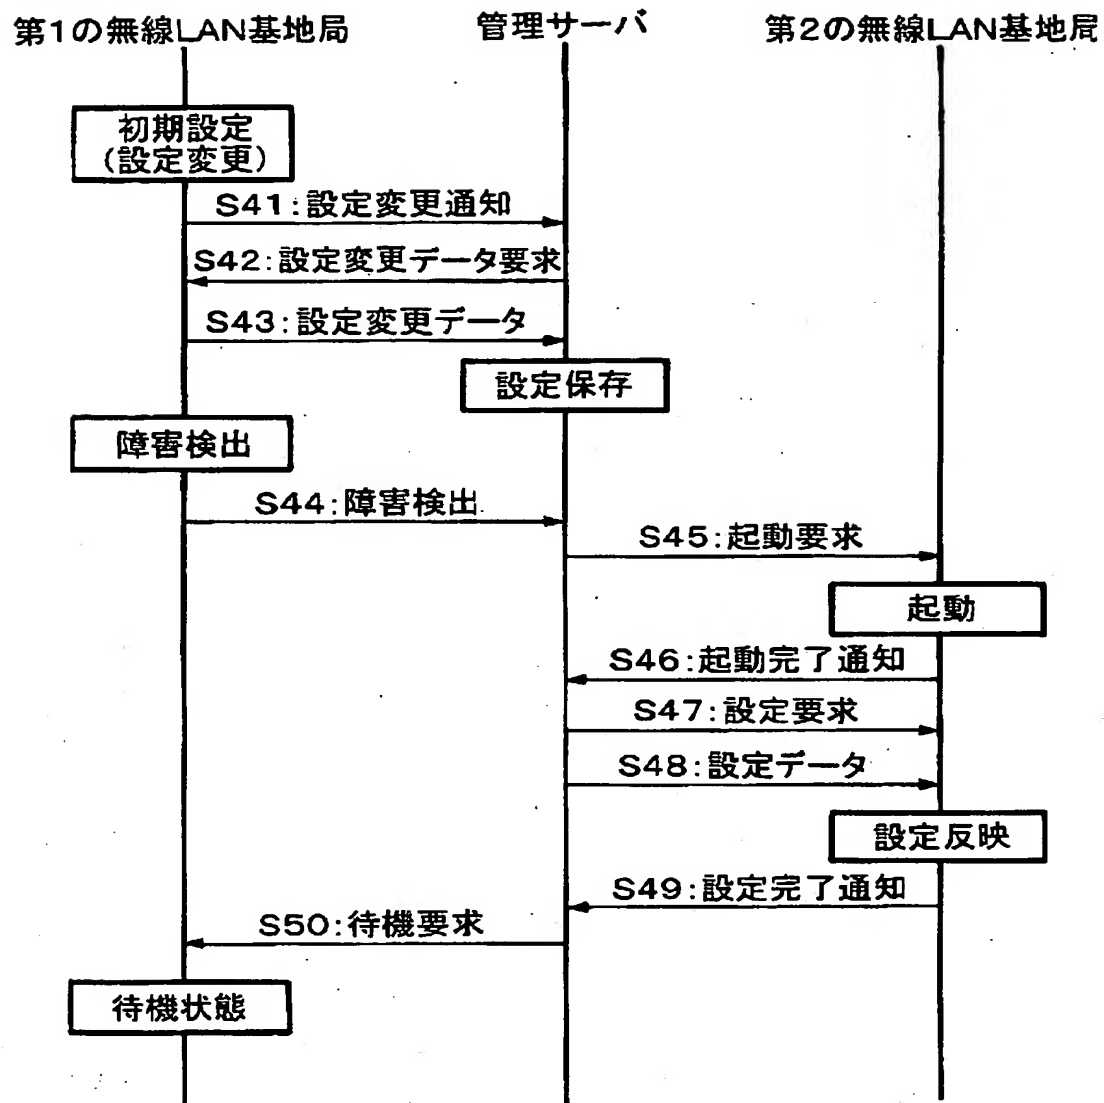 第1の無線LAN基地局
管理サーバ
第2の無線LAN基地局
初期設定
(設定変更)
S41:設定変更通知
S42:設定変更データ要求
S43:設定変更データ
設定保存
障害検出
S44:障害検出
S45:起動要求
起動
S46:起動完了通知
S47:設定要求
S48:設定データ
設定反映
S49:設定完了通知
S50:待機要求
待機状態